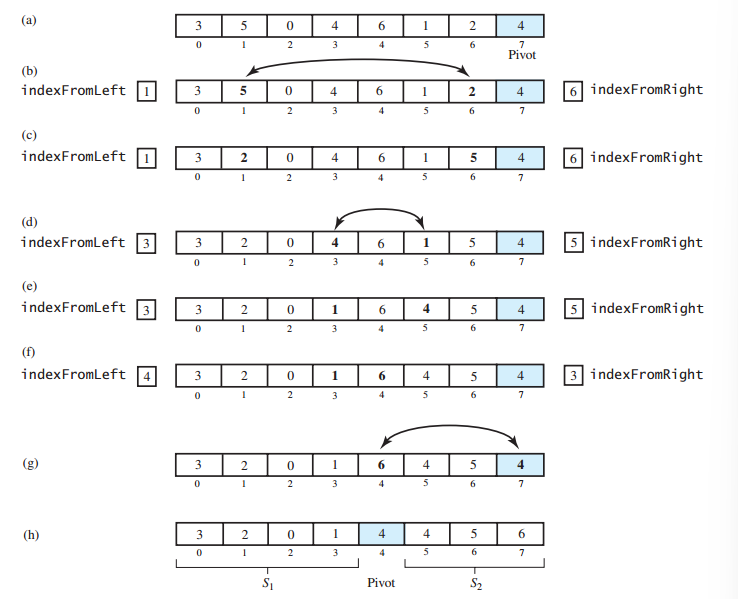 (a)
3 5 0 4 6 1 2 4
0 1 2 3 4 5 6 7
Pivot
(b)
indexFromLeft 1 3 5 0 4 6 1 2 4 6 indexFromRight
0 1 2 3 4 5 6 7
(c)
indexFromLeft 1 3 2 0 4 6 1 5 4 6 indexFromRight
0 1 2 3 4 5 6 7
(d)
indexFromLeft 3 3 2 0 4 6 1 5 4 5 indexFromRight
0 1 2 3 4 5 6 7
(e)
indexFromLeft 3 3 2 0 1 6 4 5 4 5 indexFromRight
0 1 2 3 4 5 6 7
(f)
indexFromLeft 4 3 2 0 1 6 4 5 4 3 indexFromRight
0 1 2 3 4 5 6 7
(g) 3 2 0 1 6 4 5 4
0 1 2 3 4 5 6 7
(h) 3 2 0 1 4 4 5 6
0 1 2 3 4 5 6 7
S₁ Pivot S₂